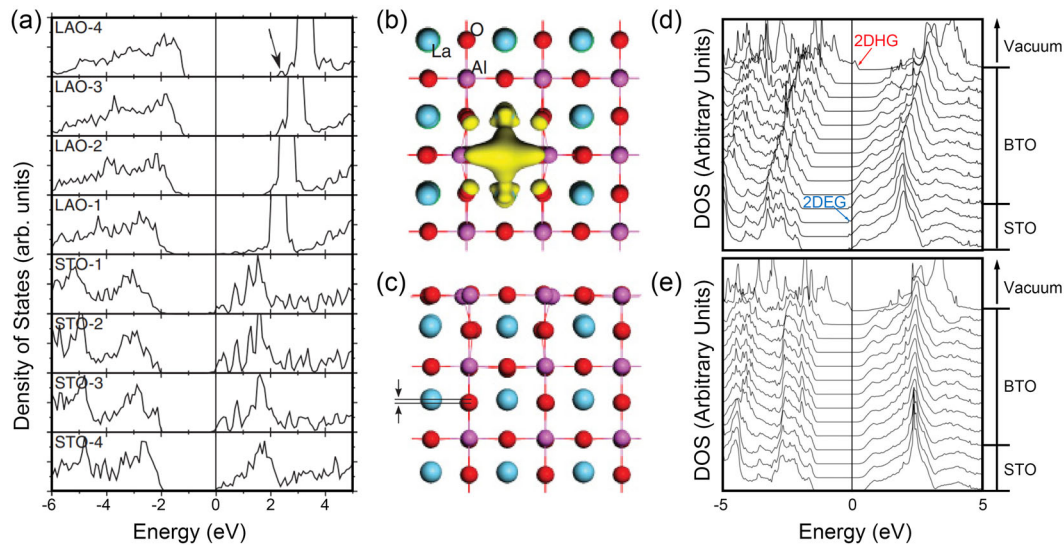 (a)
LAO-4
LAO-3
LAO-2
LAO-1
STO-1
STO-2
STO-3
STO-4
Density of States (arb. units)
-6 -4 -2 0 2 4
Energy (eV)
(b)
O
La
Al
(c)
(d)
2DHG
2DEG
DOS (Arbitrary Units)
Vacuum
BTO
STO
(e)
DOS (Arbitrary Units)
Vacuum
BTO
STO
-5 0 5
Energy (eV)